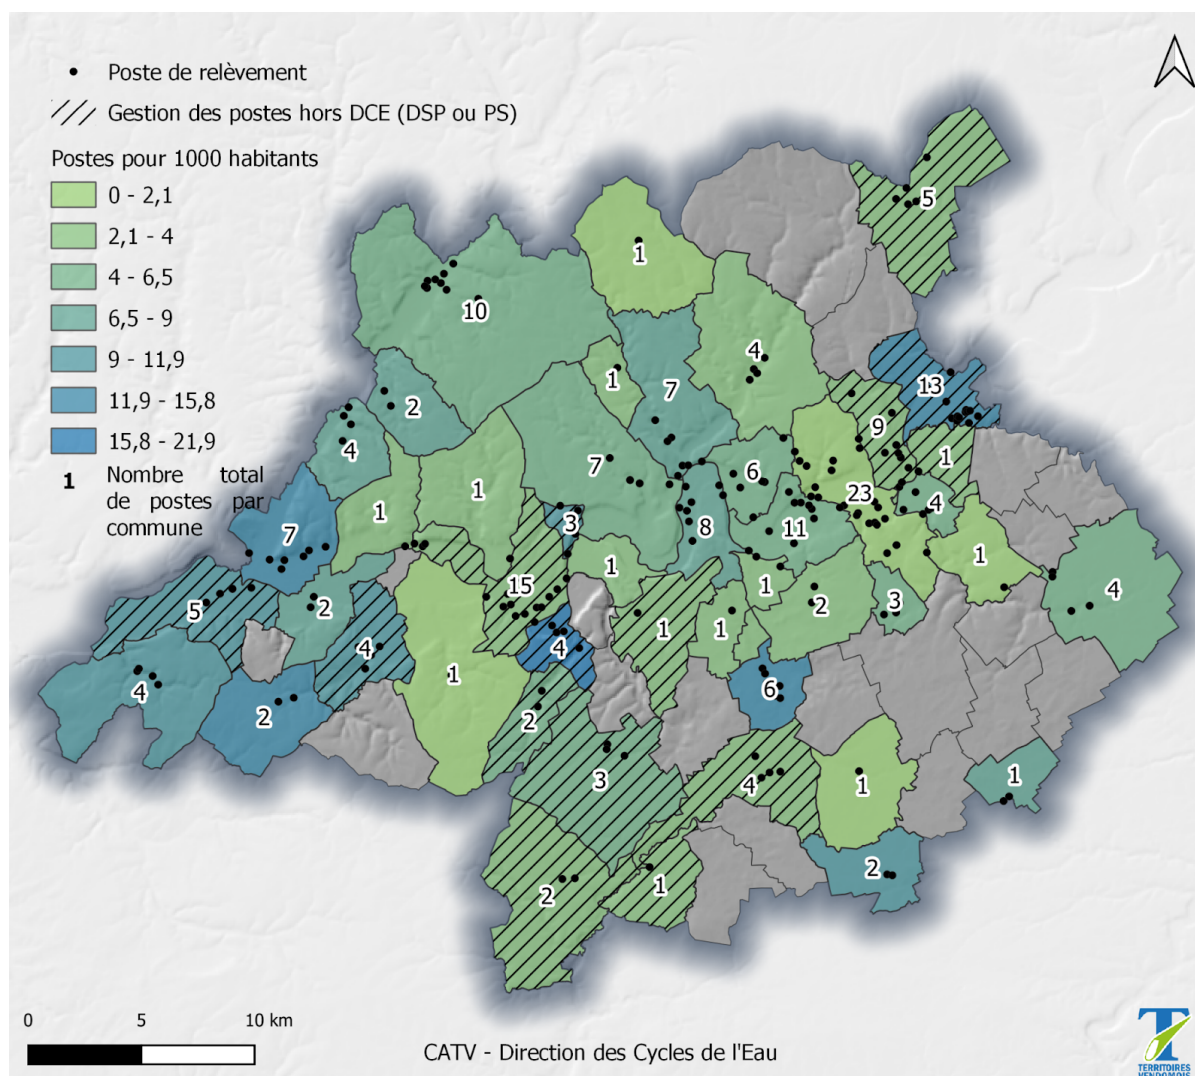 Poste de relèvement
Gestion des postes hors DCE (DSP ou PS)
Postes pour 1000 habitants
0 - 2,1
2,1 - 4
4 - 6,5
6,5 - 9
9 - 11,9
11,9 - 15,8
15,8 - 21,9
1 Nombre total
de postes par
commune
5
1
10
4
1
7
13
2
9
4
7
6
1
1
23
4
1
3
8
11
7
1
1
15
1
4
5
2
1
2
3
4
1
1
4
1
6
4
2
2
3
1
4
1
2
2
1
0 5 10 km
CATV - Direction des Cycles de l'Eau
TERRITOIRES
VENDOMOIS